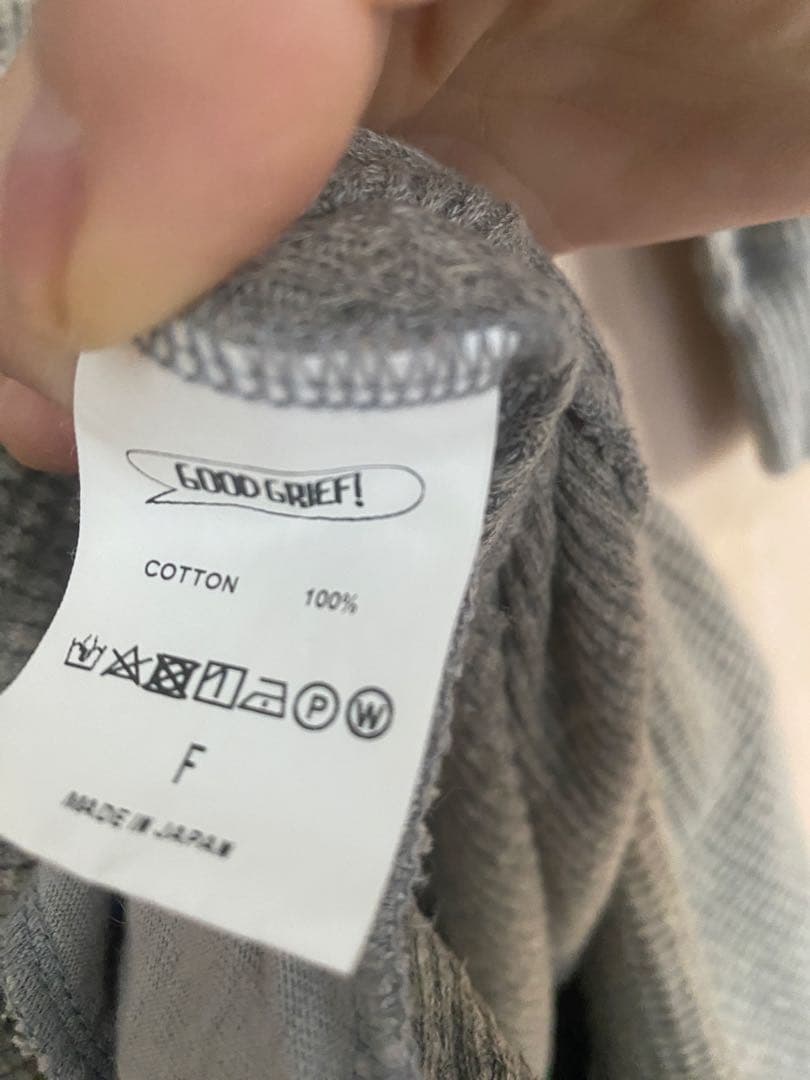 GOOD GRIEF!
COTTON 100%
P W
F
MADE IN JAPAN